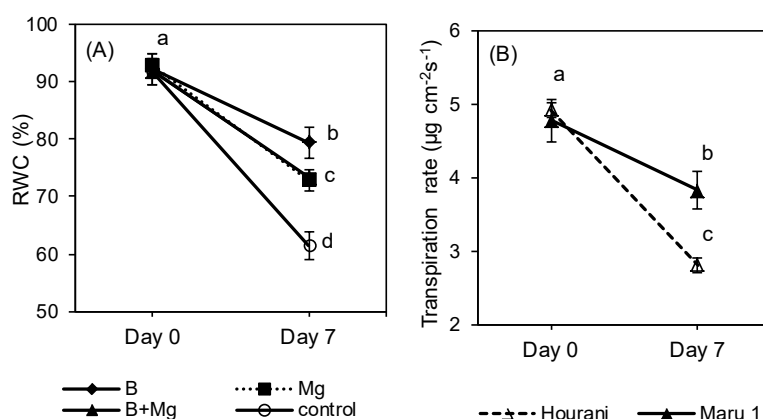 (A)
RWC (%)
100
90
80
70
60
50
a
b
c
d
Day 0
Day 7
B
Mg
B+Mg
control
(B)
Transpiration rate (µg cm⁻²s⁻¹)
6
5
4
3
2
a
b
c
Day 0
Day 7
Hourani
Maru 1